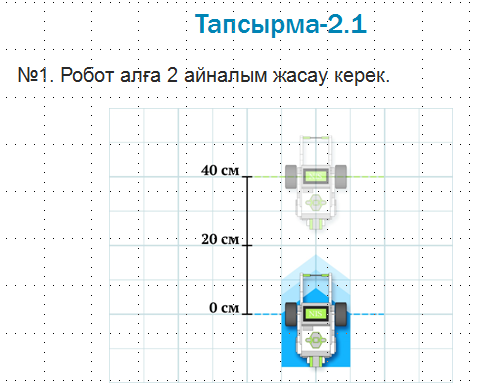 Тапсырма-2.1
№1. Робот алға 2 айналым жасау керек.
40 см
20 см
0 см